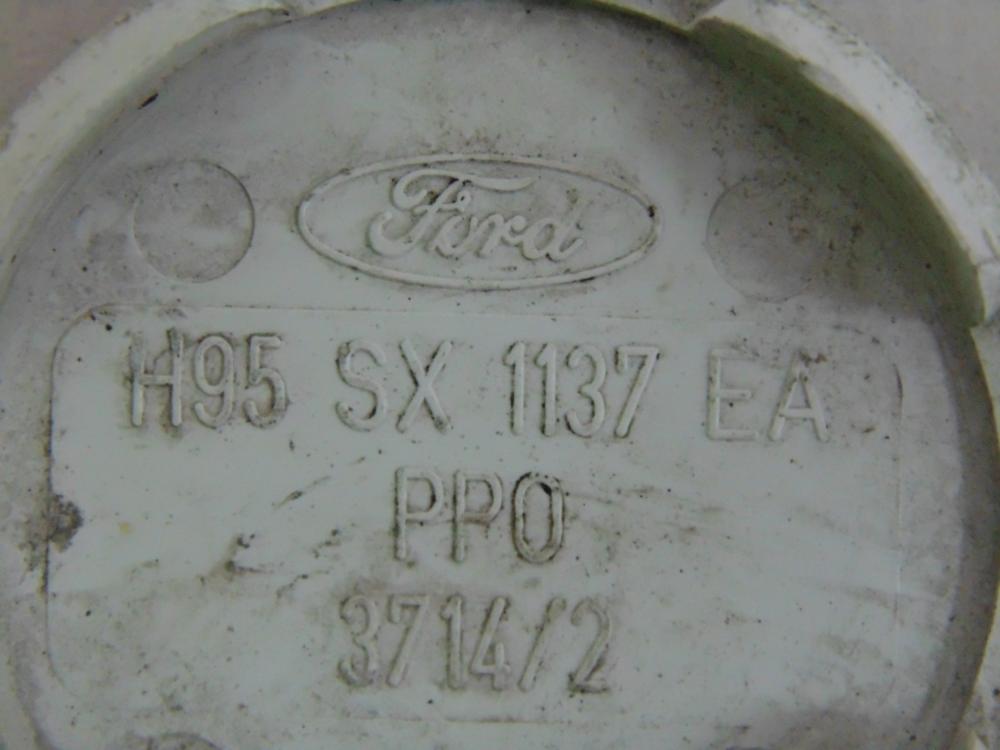 Ford
H95 SX 1137 EA
PPO
3714/2